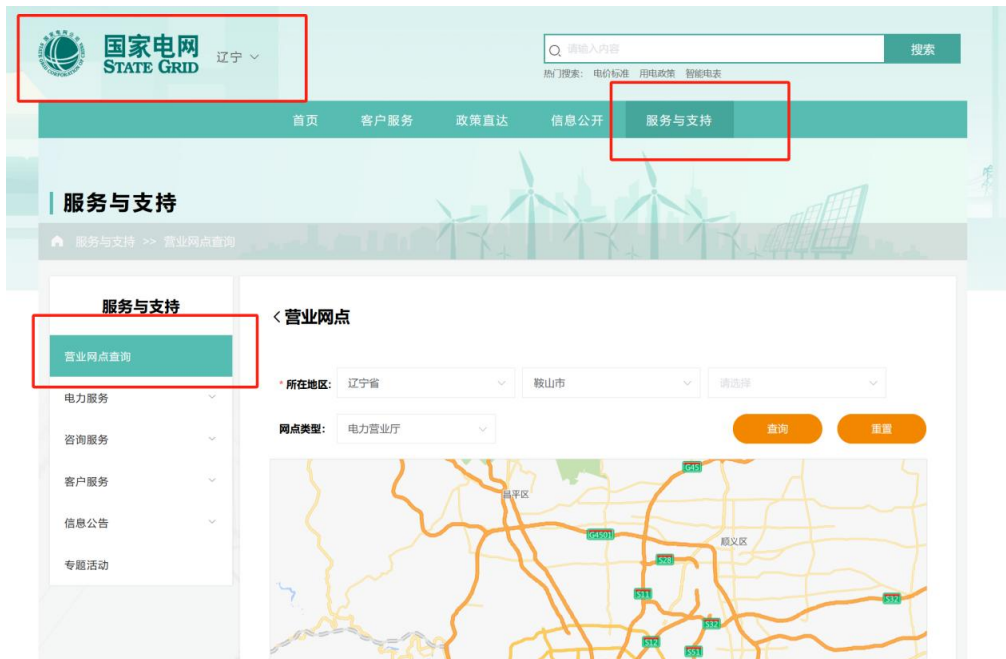 国家电网
STATE GRID
辽宁
请输入内容
搜索
热门搜索： 电价标准 用电政策 智能电表
首页 客户服务 政策直达 信息公开 服务与支持
服务与支持
服务与支持 >> 营业网点查询
服务与支持
营业网点查询
电力服务
咨询服务
客户服务
信息公告
专题活动
营业网点
* 所在地区: 辽宁省 鞍山市 请选择
网点类型: 电力营业厅
查询 重置
G45
昌平区
G4501
顺义区
S28
S11
S32
S32
S12
S51